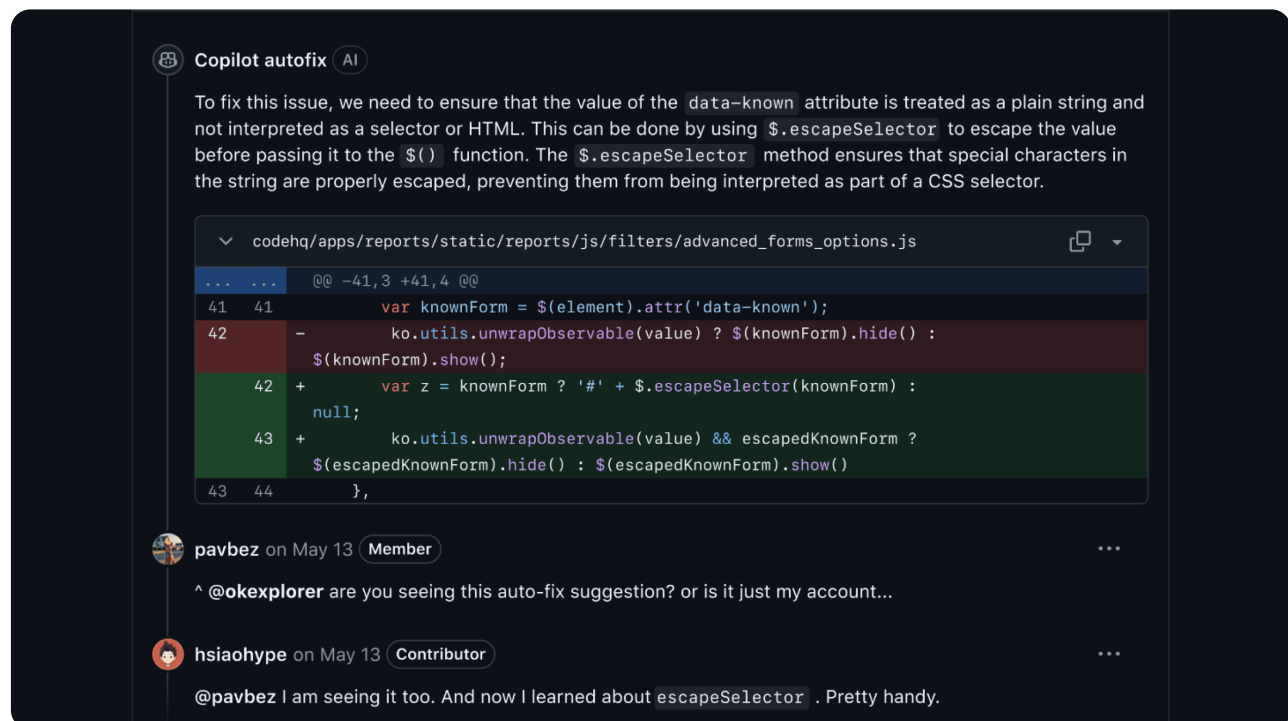 Copilot autofix AI
To fix this issue, we need to ensure that the value of the data-known attribute is treated as a plain string and
not interpreted as a selector or HTML. This can be done by using $.escapeSelector to escape the value
before passing it to the $() function. The $.escapeSelector method ensures that special characters in
the string are properly escaped, preventing them from being interpreted as part of a CSS selector.
codehq/apps/reports/static/reports/js/filters/advanced_forms_options.js
... ... @@ -41,3 +41,4 @@
41 41 var knownForm = $(element).attr('data-known');
42 - ko.utils.unwrapObservable(value) ? $(knownForm).hide() :
$(knownForm).show();
42 + var z = knownForm ? '#' + $.escapeSelector(knownForm) :
null;
43 + ko.utils.unwrapObservable(value) && escapedKnownForm ?
$(escapedKnownForm).hide() : $(escapedKnownForm).show()
43 44 },
pavbez on May 13 Member
^ @okexplorer are you seeing this auto-fix suggestion? or is it just my account...
hsiaohype on May 13 Contributor
@pavbez I am seeing it too. And now I learned about escapeSelector . Pretty handy.